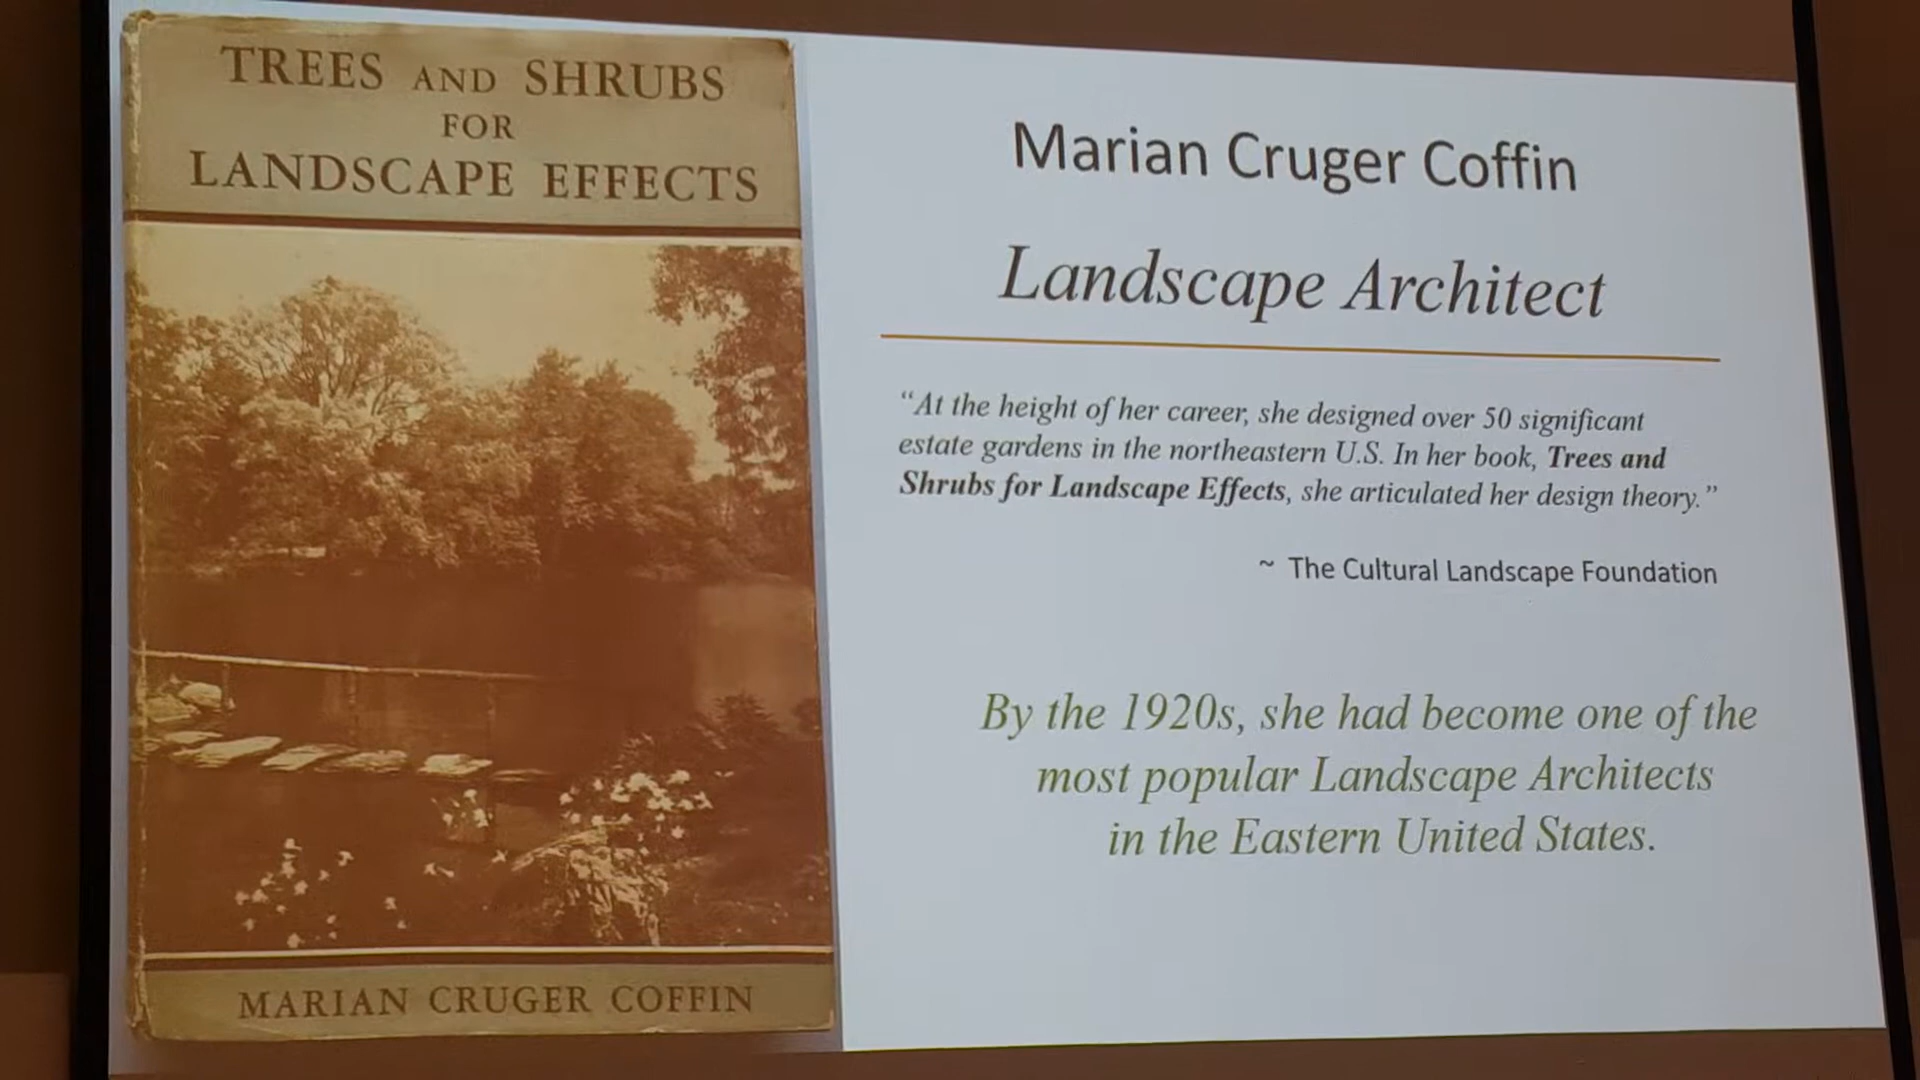 TREES AND SHRUBS
FOR
LANDSCAPE EFFECTS
MARIAN CRUGER COFFIN
Marian Cruger Coffin
Landscape Architect
“At the height of her career, she designed over 50 significant
estate gardens in the northeastern U.S. In her book, Trees and
Shrubs for Landscape Effects, she articulated her design theory.”
~ The Cultural Landscape Foundation
By the 1920s, she had become one of the
most popular Landscape Architects
in the Eastern United States.